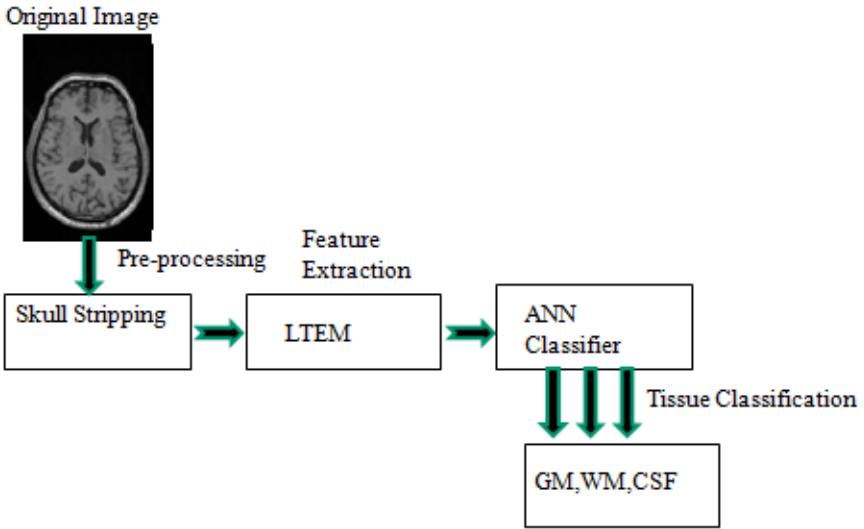 Original Image
Pre-processing
Feature
Extraction
Skull Stripping
LTEM
ANN
Classifier
Tissue Classification
GM,WM,CSF